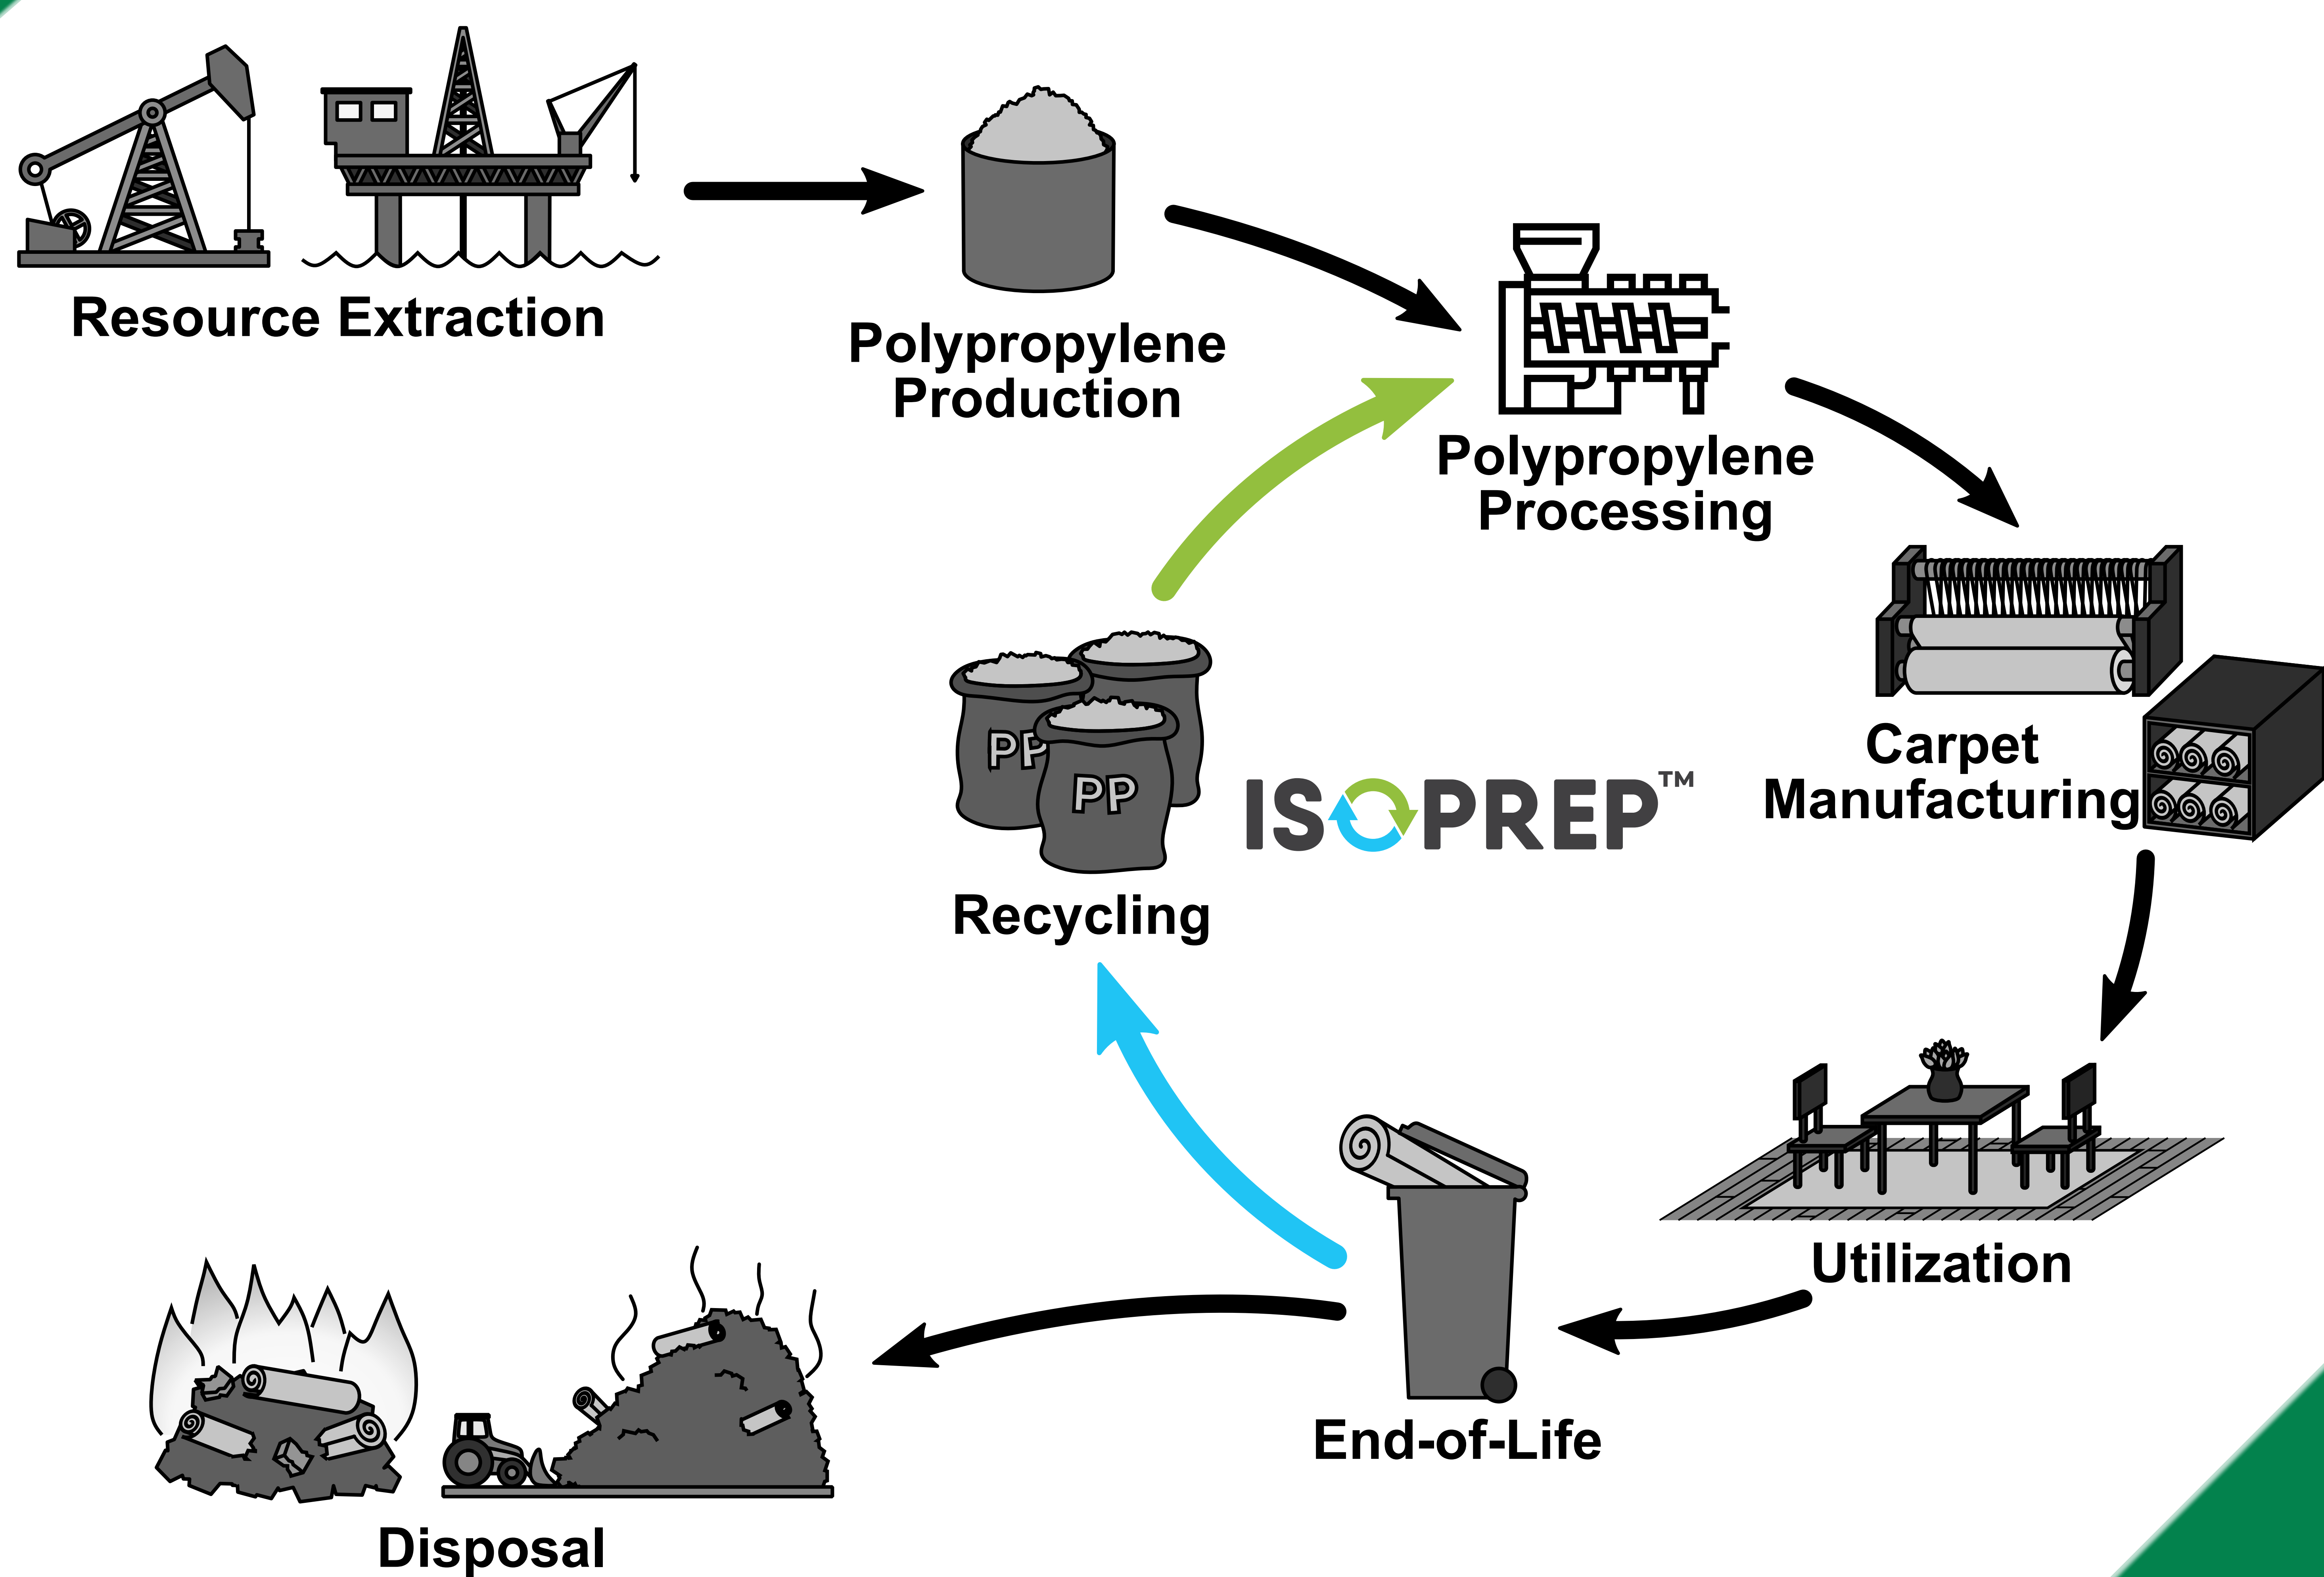 Resource Extraction
Polypropylene
Production
Polypropylene
Processing
Carpet
Manufacturing
PP
PP
ISOPREP™
Recycling
Utilization
End-of-Life
Disposal